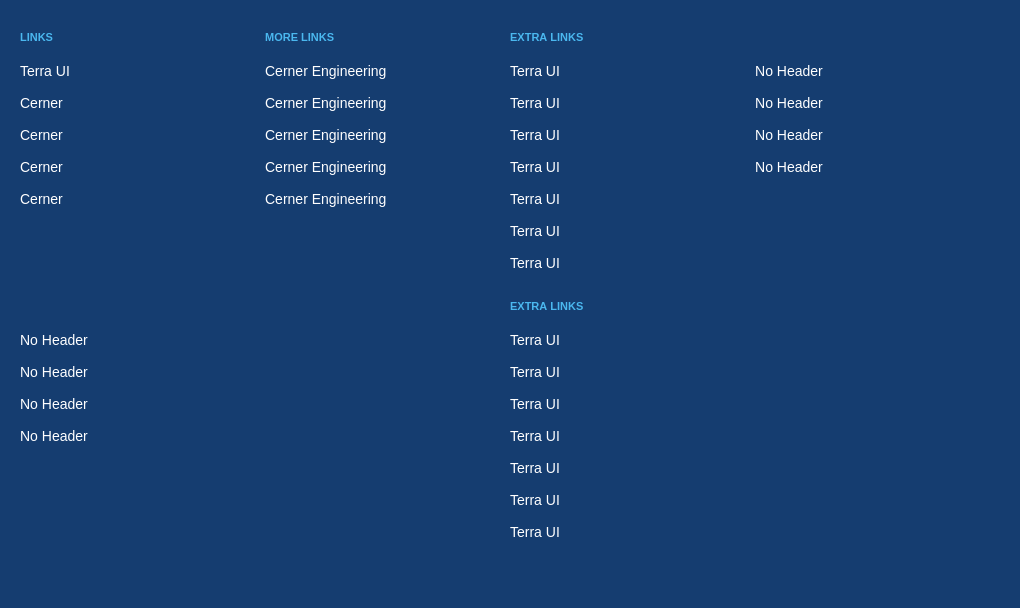 LINKS
Terra UI
Cerner
Cerner
Cerner
Cerner
MORE LINKS
Cerner Engineering
Cerner Engineering
Cerner Engineering
Cerner Engineering
Cerner Engineering
EXTRA LINKS
Terra UI
Terra UI
Terra UI
Terra UI
Terra UI
Terra UI
Terra UI
No Header
No Header
No Header
No Header
No Header
No Header
No Header
No Header
EXTRA LINKS
Terra UI
Terra UI
Terra UI
Terra UI
Terra UI
Terra UI
Terra UI